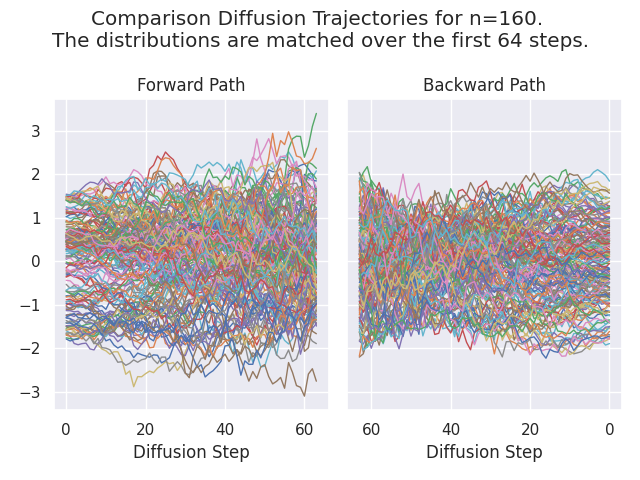 Comparison Diffusion Trajectories for n=160.
The distributions are matched over the first 64 steps.
Forward Path
Backward Path
3
2
1
0
−1
−2
−3
0 20 40 60
60 40 20 0
Diffusion Step
Diffusion Step